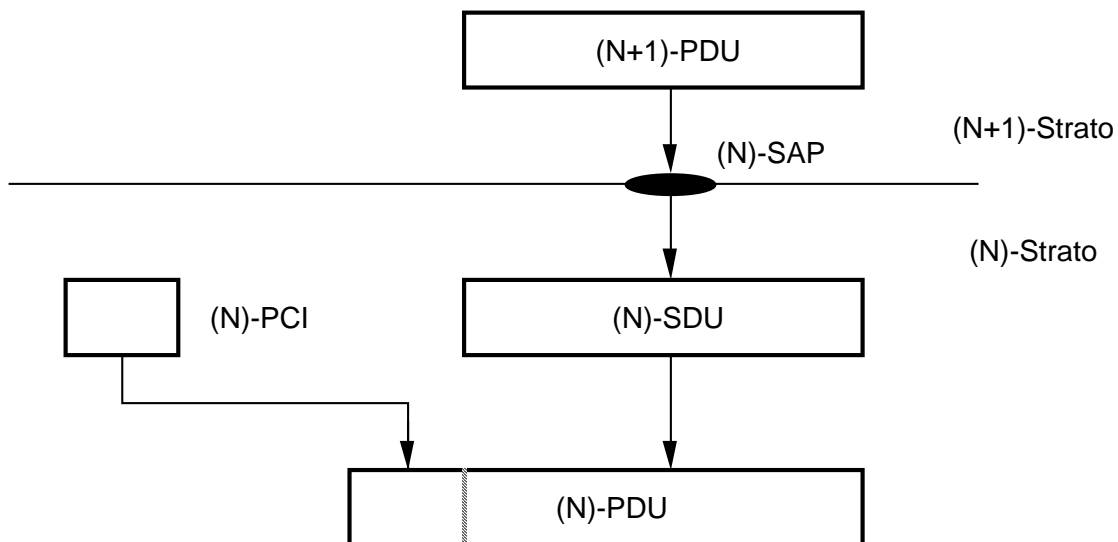 (N+1)-PDU
(N+1)-Strato
(N)-SAP
(N)-Strato
(N)-PCI
(N)-SDU
(N)-PDU